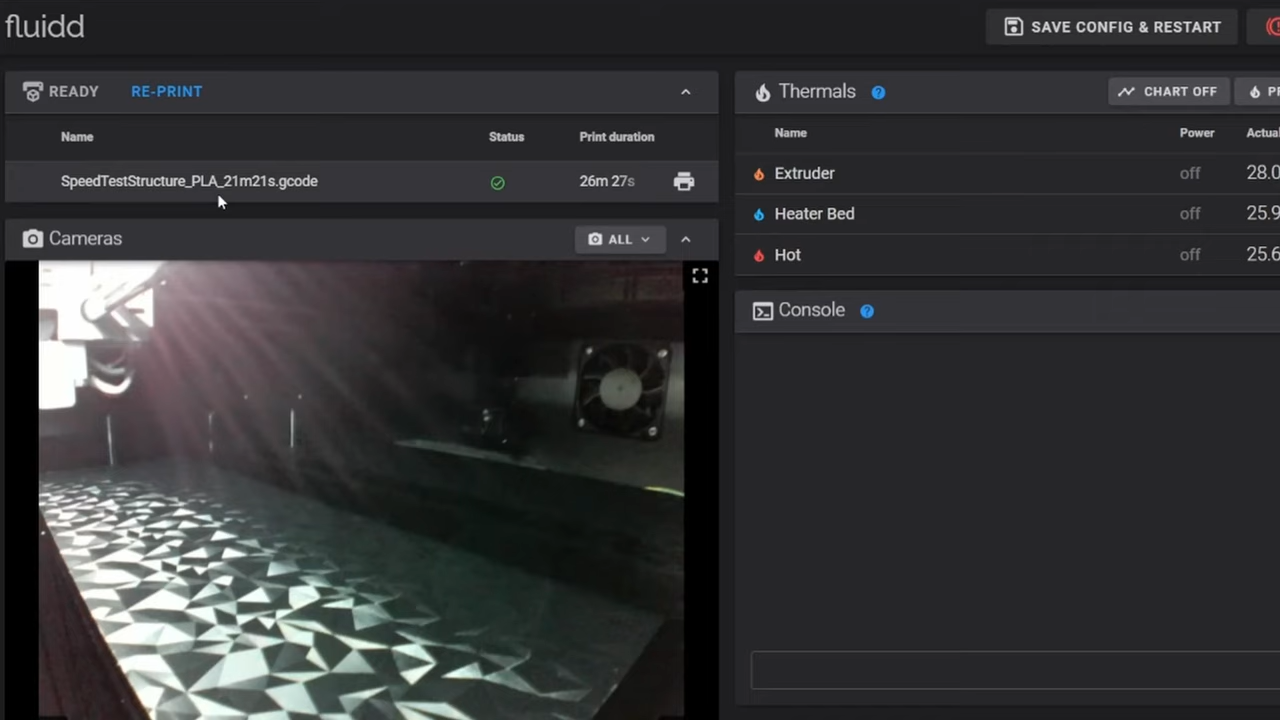 fluidd
SAVE CONFIG & RESTART
READY RE-PRINT
Name Status Print duration
SpeedTestStructure_PLA_21m21s.gcode 26m 27s
Cameras ALL
Thermals ? CHART OFF
Name Power
Extruder off 28.0
Heater Bed off 25.9
Hot off 25.6
Console ?